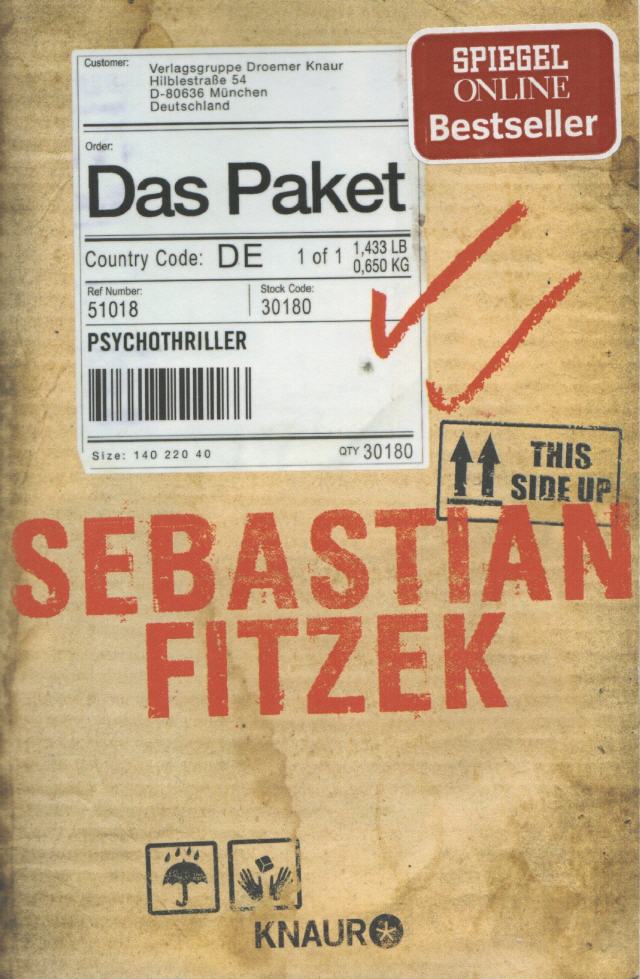 Customer:
Verlagsgruppe Droemer Knaur
Hilblestraße 54
D-80636 München
Deutschland
SPIEGEL
ONLINE
Bestseller
Order:
Das Paket
Country Code: DE 1 of 1 1,433 LB
0,650 KG
Ref Number:
51018
Stock Code:
30180
PSYCHOTHRILLER
Size: 140 220 40
QTY 30180
THIS
SIDE UP
SEBASTIAN
FITZEK
KNAUR